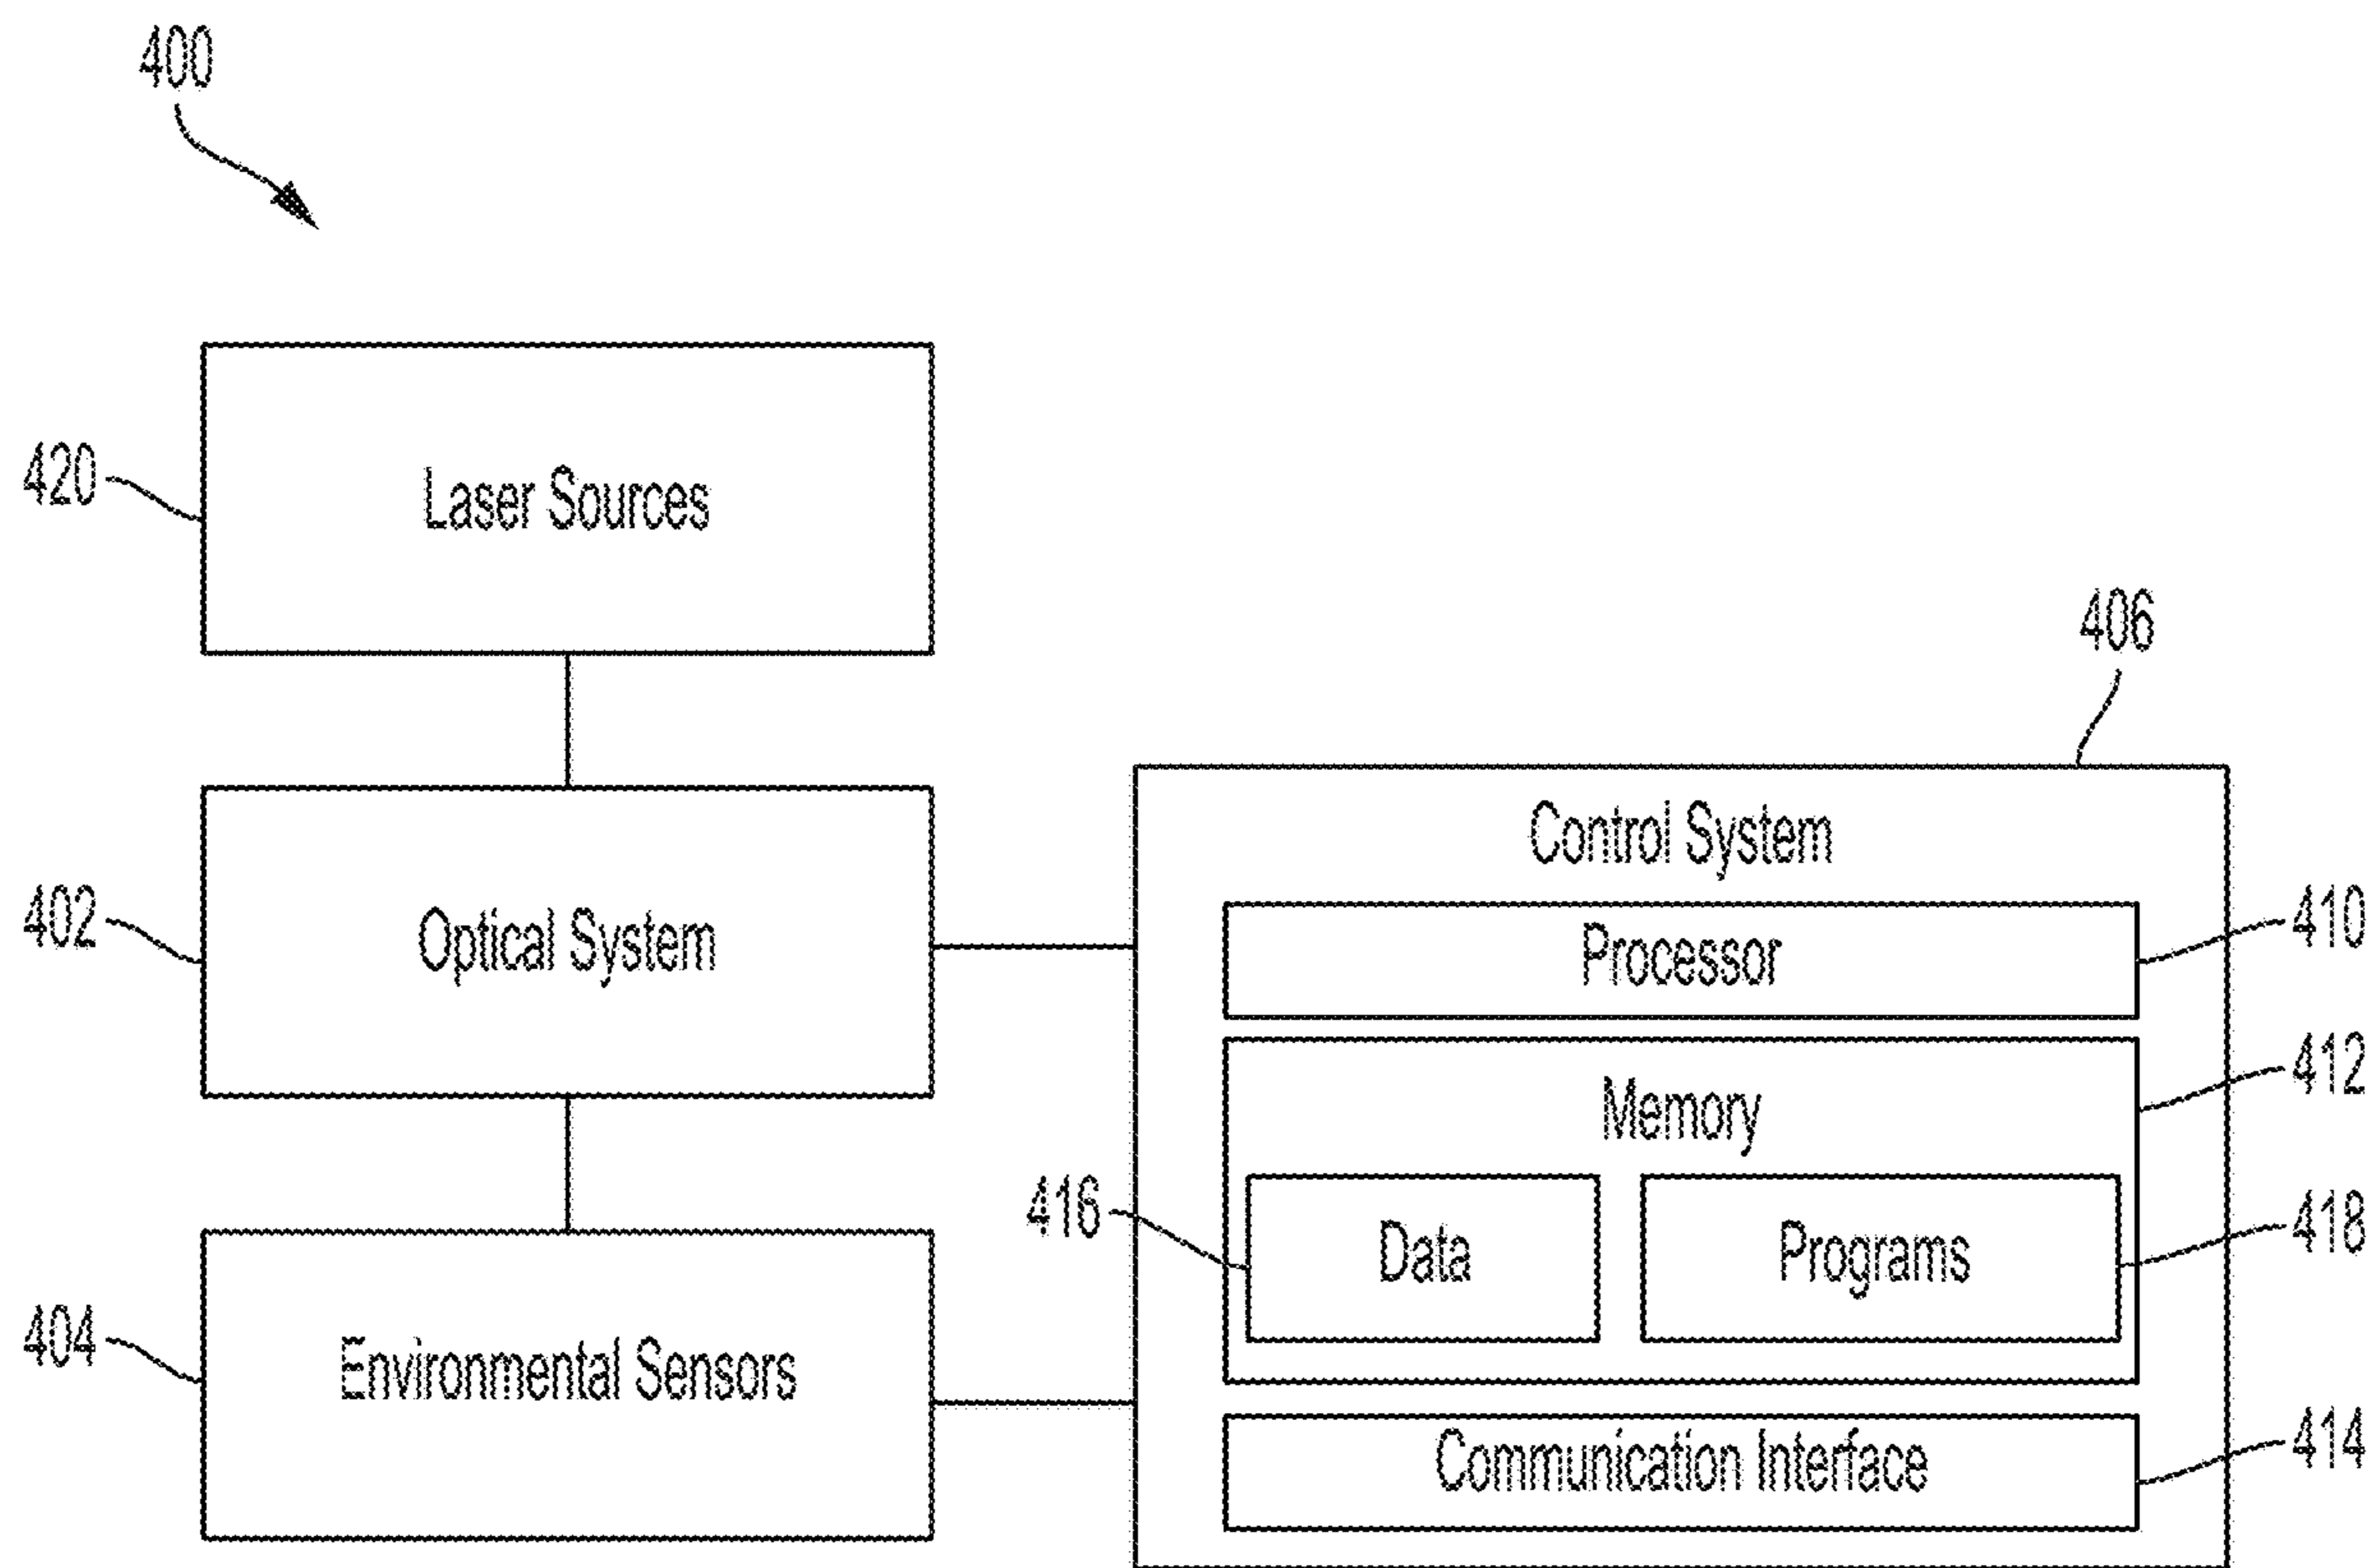 400
420
Laser Sources
406
Control System
402
Optical System
410
Processor
412
Memory
416
Data
Programs
418
404
Environmental Sensors
Communication Interface
414